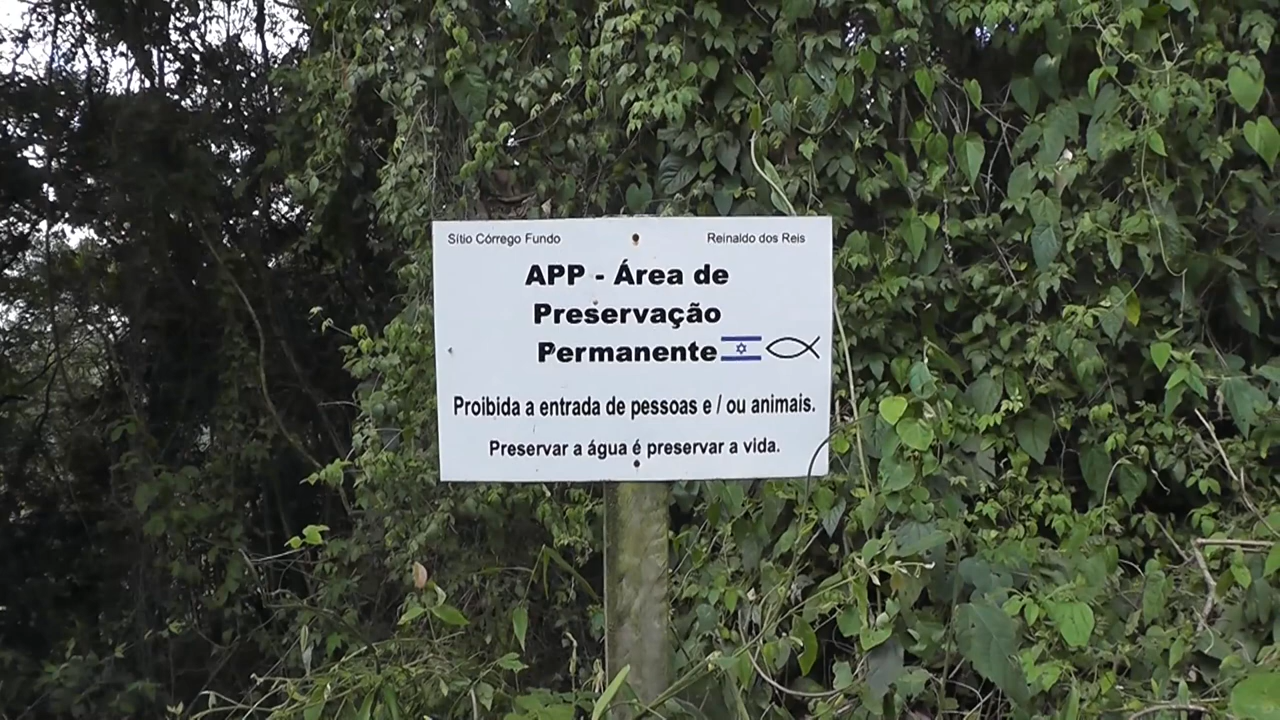 Sítio Córrego Fundo Reinaldo dos Reis
APP - Área de
Preservação
Permanente
Proibida a entrada de pessoas e / ou animais.
Preservar a água é preservar a vida.